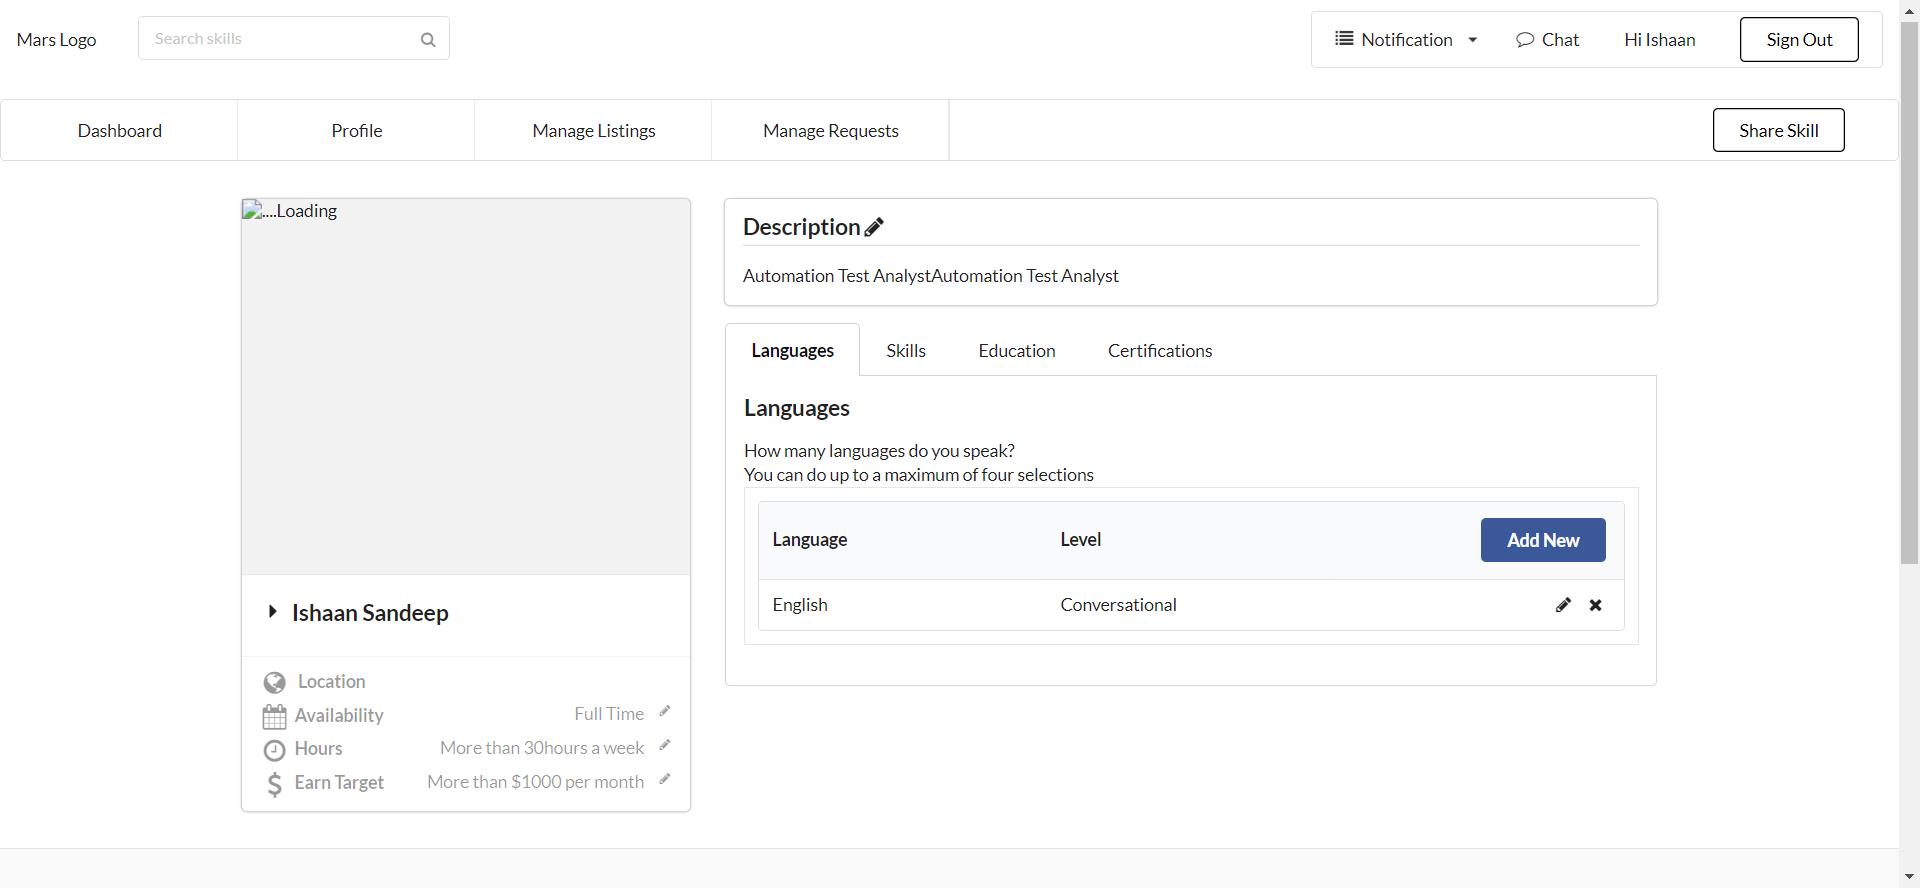 Mars Logo
Search skills
Notification
Chat
Hi Ishaan
Sign Out
Dashboard
Profile
Manage Listings
Manage Requests
Share Skill
....Loading
Ishaan Sandeep
Location
Availability Full Time
Hours More than 30hours a week
Earn Target More than $1000 per month
Description
Automation Test AnalystAutomation Test Analyst
Languages Skills Education Certifications
Languages
How many languages do you speak?
You can do up to a maximum of four selections
Language Level Add New
English Conversational